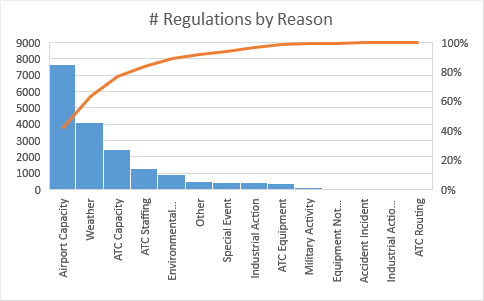 # Regulations by Reason
9000
8000
7000
6000
5000
4000
3000
2000
1000
0
100%
80%
60%
40%
20%
0%
Airport Capacity
Weather
ATC Capacity
ATC Staffing
Environmental...
Other
Special Event
Industrial Action
ATC Equipment
Military Activity
Equipment Not...
Accident Incident
Industrial Actio...
ATC Routing